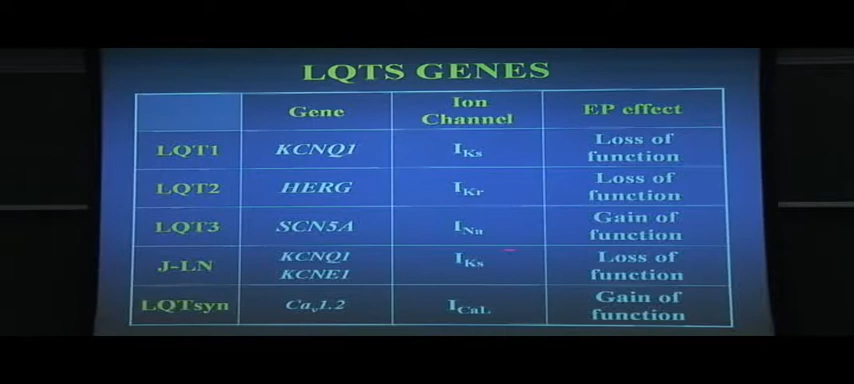 LQTS GENES
Gene
Ion Channel
EP effect
LQT1
KCNQ1
IKs
Loss of function
LQT2
HERG
IKr
Loss of function
LQT3
SCN5A
INa
Gain of function
J-LN
KCNQ1
KCNE1
IKs
Loss of function
LQTsyn
Cav1.2
ICaL
Gain of function